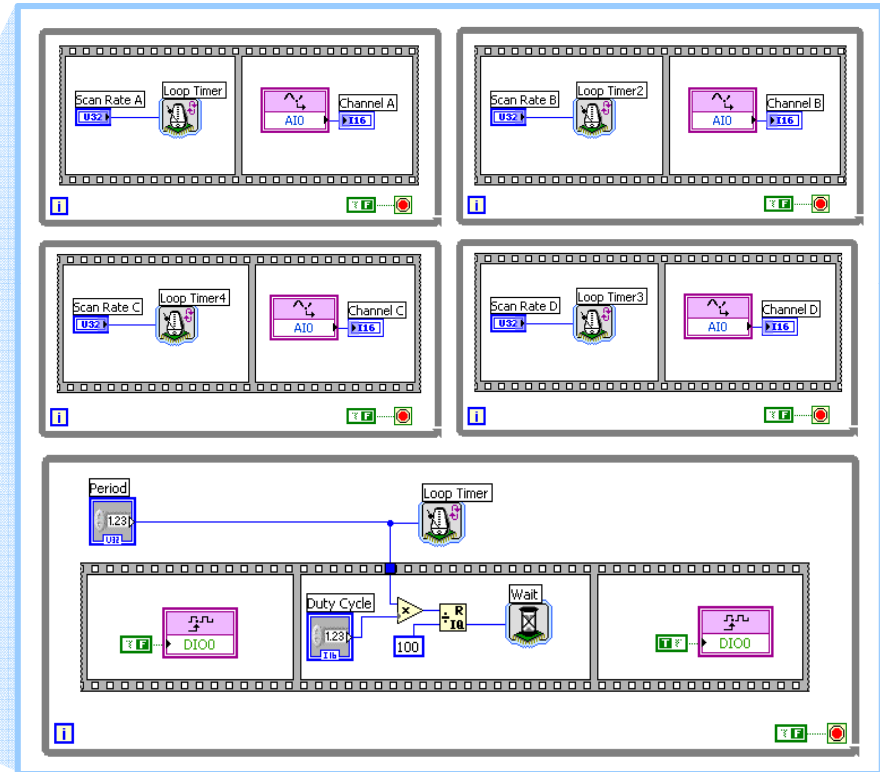 Scan Rate A
U32
Loop Timer
AI0
Channel A
I16
i
F
Scan Rate B
U32
Loop Timer2
AI0
Channel B
I16
i
F
Scan Rate C
U32
Loop Timer4
AI0
Channel C
I16
i
F
Scan Rate D
U32
Loop Timer3
AI0
Channel D
I16
i
F
Period
1.23
U32
Loop Timer
F
DIO0
Duty Cycle
1.23
I16
x
100
÷ R
IQ
Wait
T
DIO0
i
F